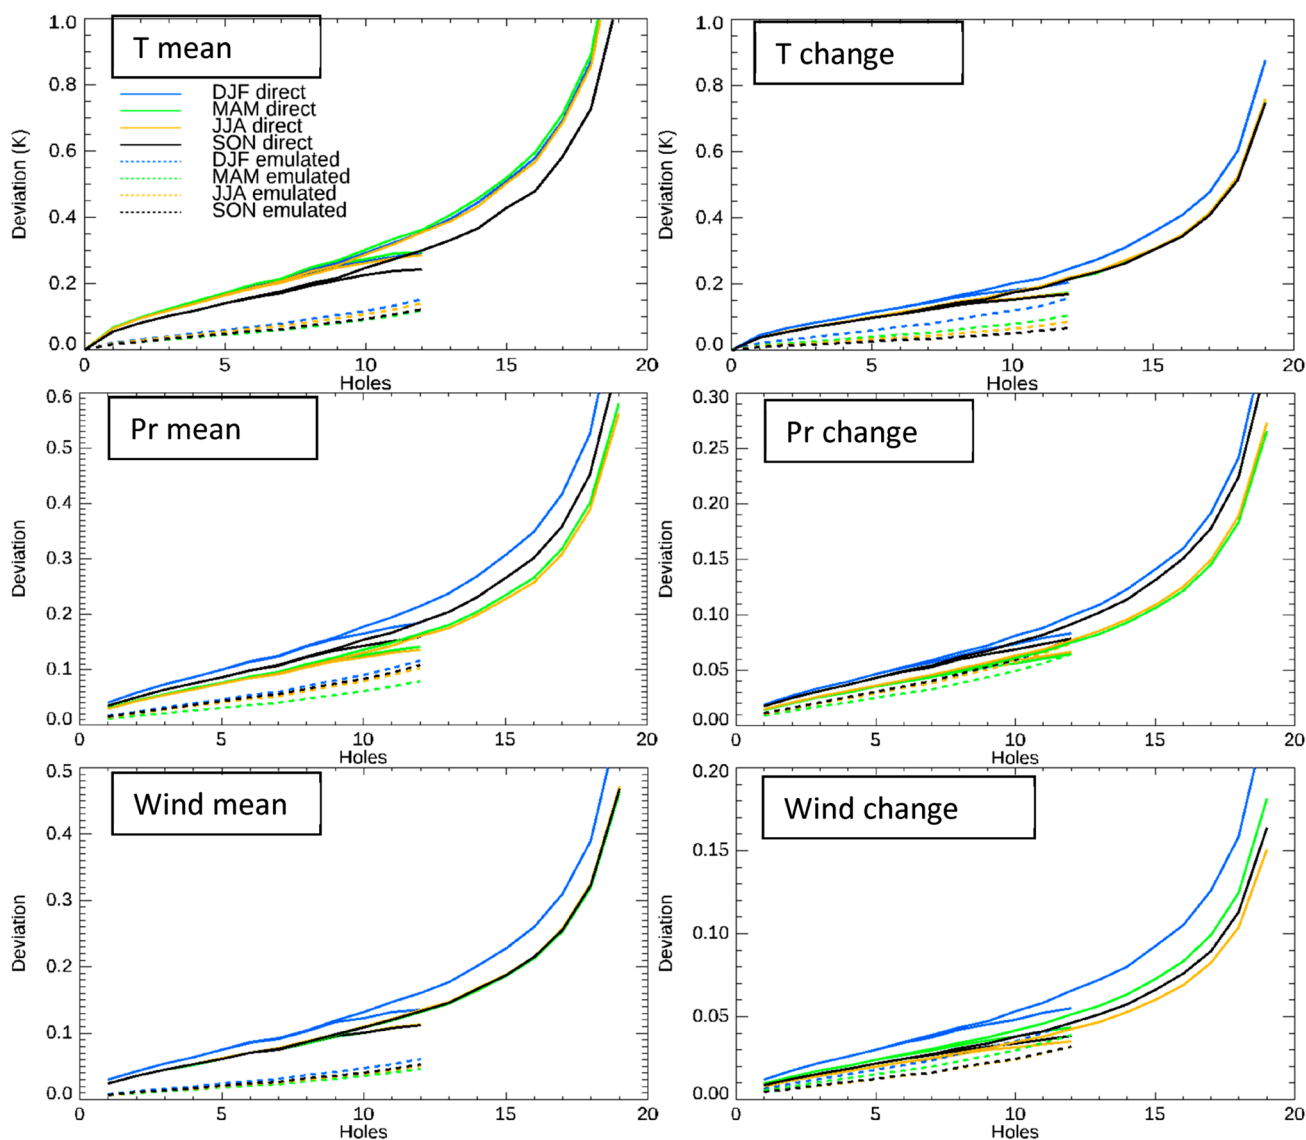 T mean
1.0
0.8
0.6
0.4
0.2
0.0
Deviation (K)
DJF direct
MAM direct
JJA direct
SON direct
DJF emulated
MAM emulated
JJA emulated
SON emulated
0 5 10 15 20
Holes
T change
1.0
0.8
0.6
0.4
0.2
0.0
Deviation (K)
0 5 10 15 20
Holes
Pr mean
0.6
0.5
0.4
0.3
0.2
0.1
0.0
Deviation
0 5 10 15 20
Holes
Pr change
0.30
0.25
0.20
0.15
0.10
0.05
0.00
Deviation
0 5 10 15 20
Holes
Wind mean
0.5
0.4
0.3
0.2
0.1
0.0
Deviation
0 5 10 15 20
Holes
Wind change
0.20
0.15
0.10
0.05
0.00
Deviation
0 5 10 15 20
Holes